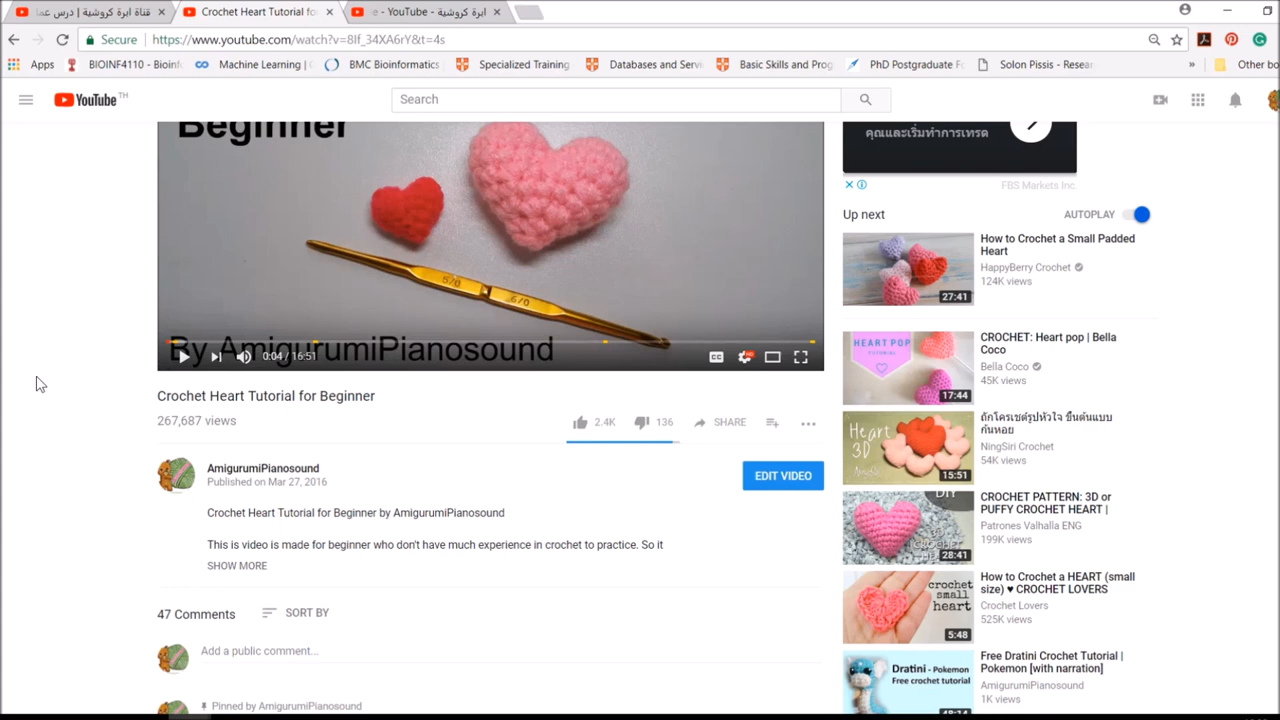 قناة ابرة كروشية | درس عما
Crochet Heart Tutorial for
ابرة كروشية - YouTube - e
Secure
https://www.youtube.com/watch?v=8If_34XA6rY&t=4s
Apps
BIOINF4110 - Bioinf
Machine Learning | C
BMC Bioinformatics
Specialized Training
Databases and Servi
Basic Skills and Prog
PhD Postgraduate F
Solon Pissis - Resear
»
Other bo
YouTube TH
Search
Beginner
5/0
6/0
By AmigurumiPianosound
0:04 / 16:51
CC
Crochet Heart Tutorial for Beginner
267,687 views
2.4K
136
SHARE
AmigurumiPianosound
Published on Mar 27, 2016
EDIT VIDEO
Crochet Heart Tutorial for Beginner by AmigurumiPianosound
This is video is made for beginner who don't have much experience in crochet to practice. So it
SHOW MORE
47 Comments
SORT BY
Add a public comment...
Pinned by AmigurumiPianosound
คุณและเริ่มทำการเทรด
FBS Markets Inc.
Up next
AUTOPLAY
How to Crochet a Small Padded
Heart
HappyBerry Crochet
124K views
27:41
HEART POP
TUTORIAL
CROCHET: Heart pop | Bella
Coco
Bella Coco
45K views
17:44
Heart
3D
ถักโครเชต์รูปหัวใจ ขึ้นต้นแบบ
ก้นหอย
NingSiri Crochet
54K views
15:51
DIY
CROCHET PATTERN: 3D or
PUFFY CROCHET HEART |
Patrones Valhalla ENG
199K views
28:41
crochet
small
heart
How to Crochet a HEART (small
size) ♥ CROCHET LOVERS
Crochet Lovers
525K views
5:48
Dratini - Pokemon
Free crochet tutorial
Free Dratini Crochet Tutorial |
Pokemon [with narration]
AmigurumiPianosound
1K views
48:14